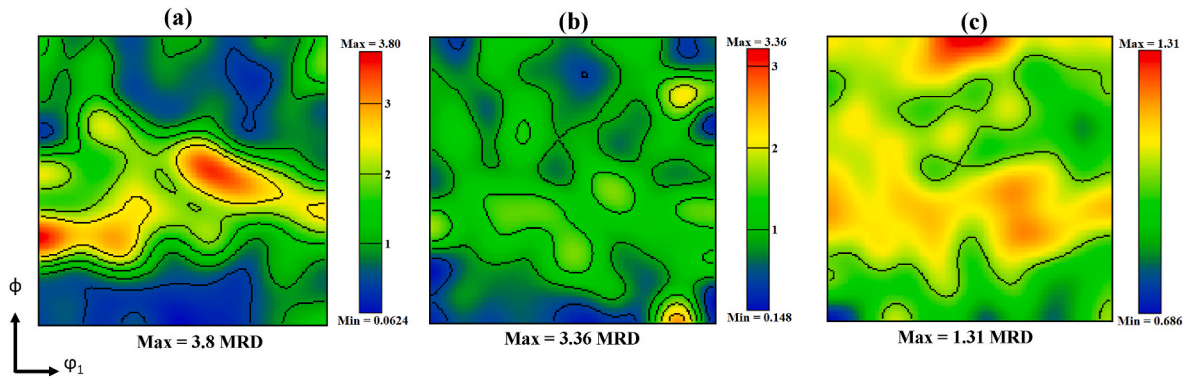 (a)
Max = 3.80
3
2
1
Min = 0.0624
Max = 3.8 MRD
ϕ
φ₁
(b)
Max = 3.36
3
2
1
Min = 0.148
Max = 3.36 MRD
(c)
Max = 1.31
1
Min = 0.686
Max = 1.31 MRD